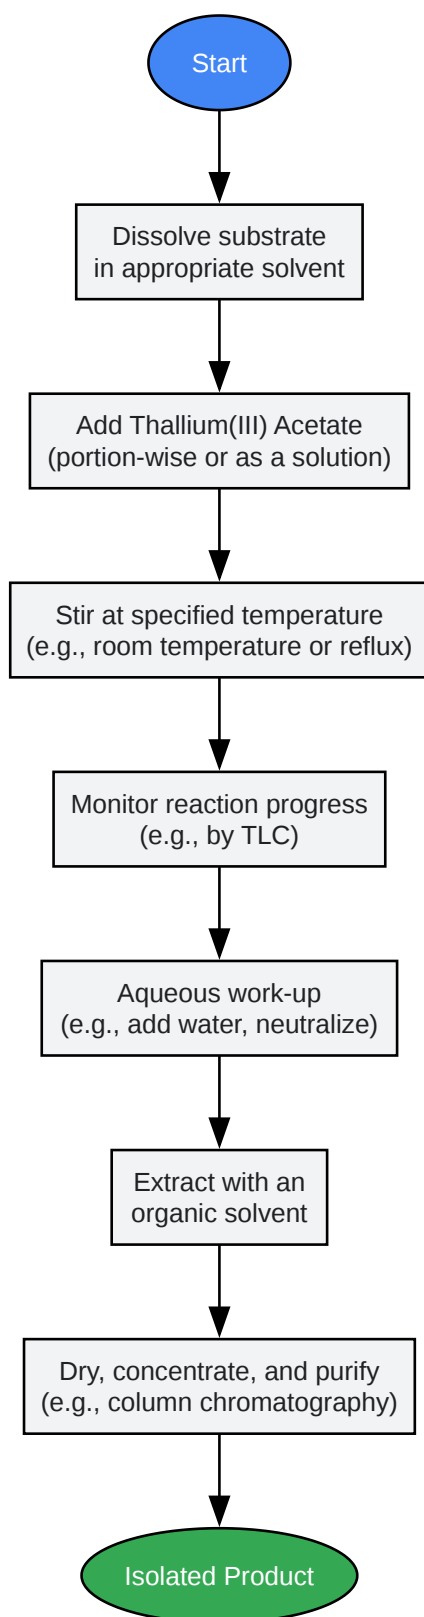 Start
Dissolve substrate
in appropriate solvent
Add Thallium(III) Acetate
(portion-wise or as a solution)
Stir at specified temperature
(e.g., room temperature or reflux)
Monitor reaction progress
(e.g., by TLC)
Aqueous work-up
(e.g., add water, neutralize)
Extract with an
organic solvent
Dry, concentrate, and purify
(e.g., column chromatography)
Isolated Product